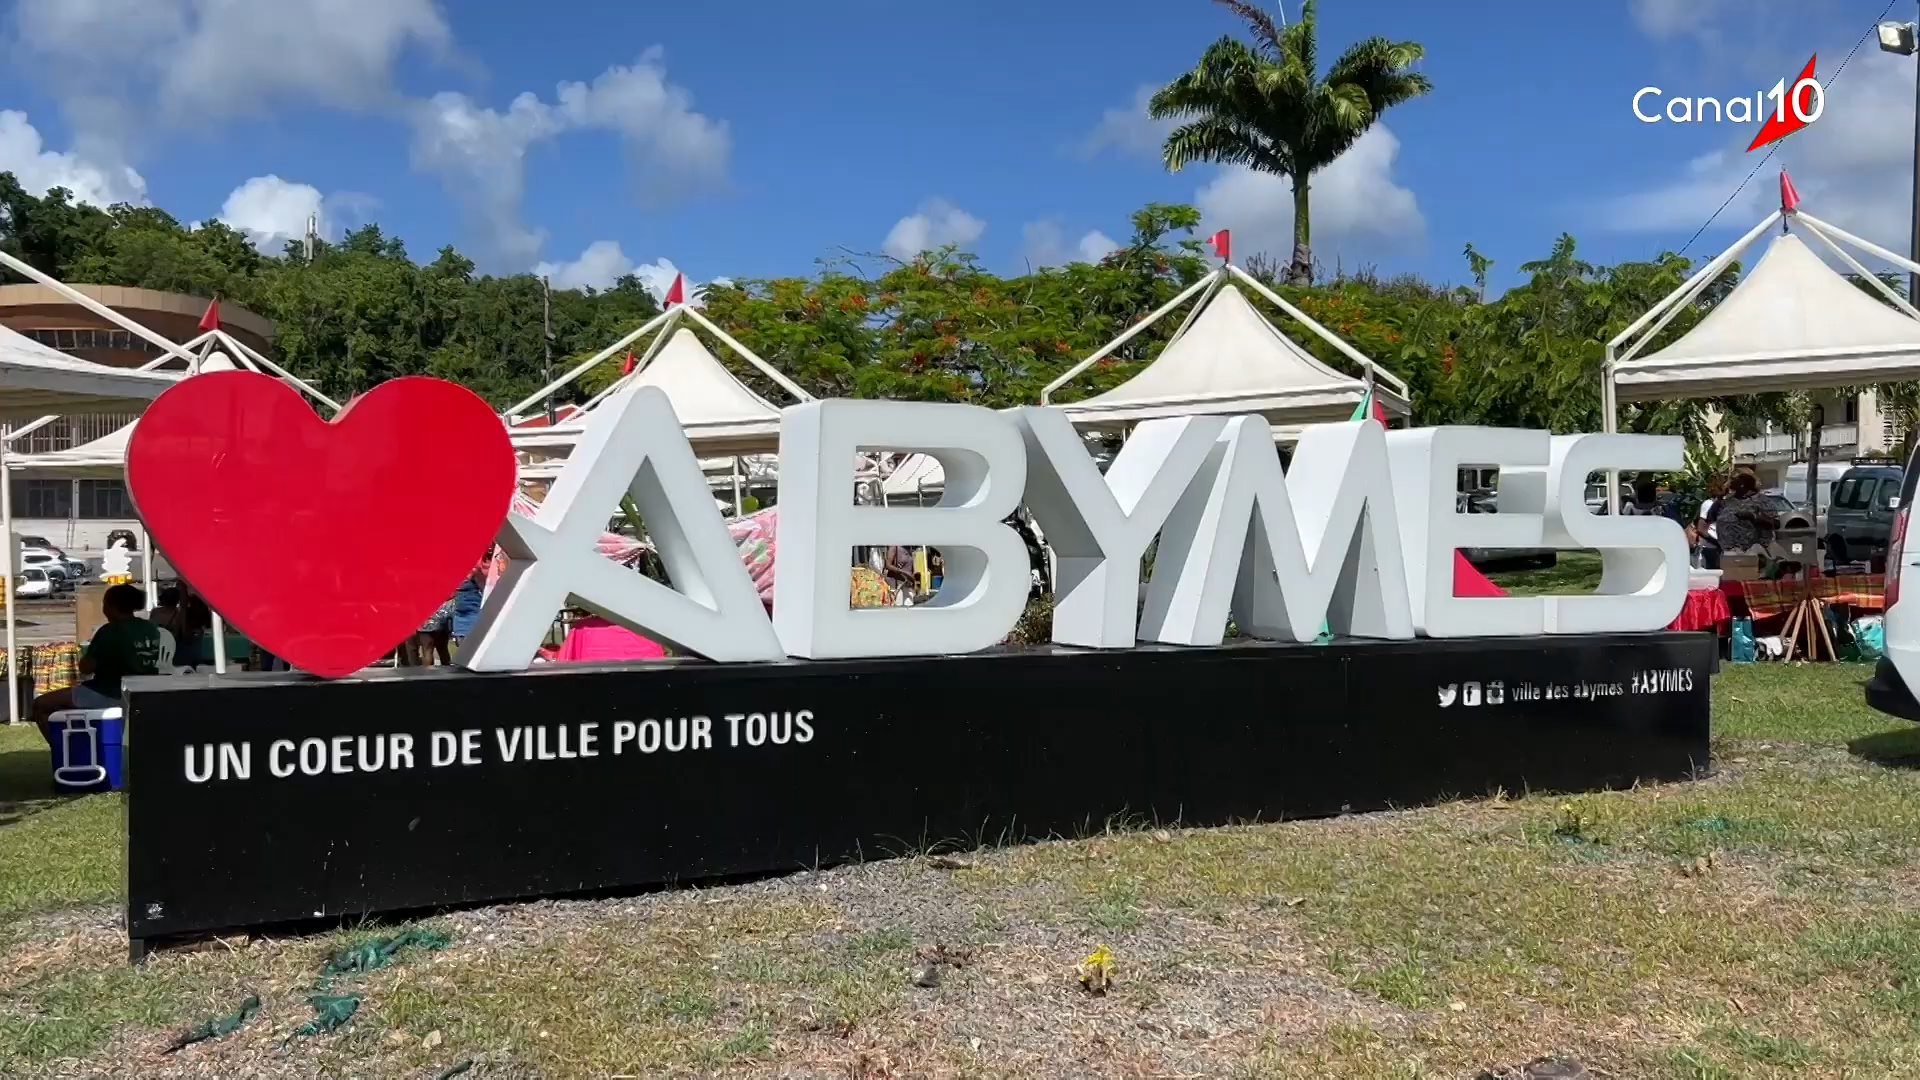 Canal10
ABYMES
ville des abymes #ABYMES
UN COEUR DE VILLE POUR TOUS